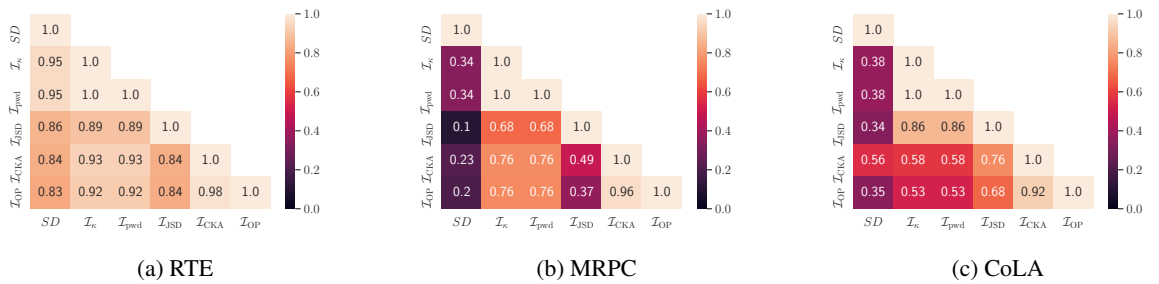 SD 1.0
I_κ 0.95 1.0
I_pwd 0.95 1.0 1.0
I_JSD 0.86 0.89 0.89 1.0
I_CKA 0.84 0.93 0.93 0.84 1.0
I_OP 0.83 0.92 0.92 0.84 0.98 1.0
SD I_κ I_pwd I_JSD I_CKA I_OP
1.0
0.8
0.6
0.4
0.2
0.0
(a) RTE
SD 1.0
I_κ 0.34 1.0
I_pwd 0.34 1.0 1.0
I_JSD 0.1 0.68 0.68 1.0
I_CKA 0.23 0.76 0.76 0.49 1.0
I_OP 0.2 0.76 0.76 0.37 0.96 1.0
SD I_κ I_pwd I_JSD I_CKA I_OP
1.0
0.8
0.6
0.4
0.2
0.0
(b) MRPC
SD 1.0
I_κ 0.38 1.0
I_pwd 0.38 1.0 1.0
I_JSD 0.34 0.86 0.86 1.0
I_CKA 0.56 0.58 0.58 0.76 1.0
I_OP 0.35 0.53 0.53 0.68 0.92 1.0
SD I_κ I_pwd I_JSD I_CKA I_OP
1.0
0.8
0.6
0.4
0.2
0.0
(c) CoLA